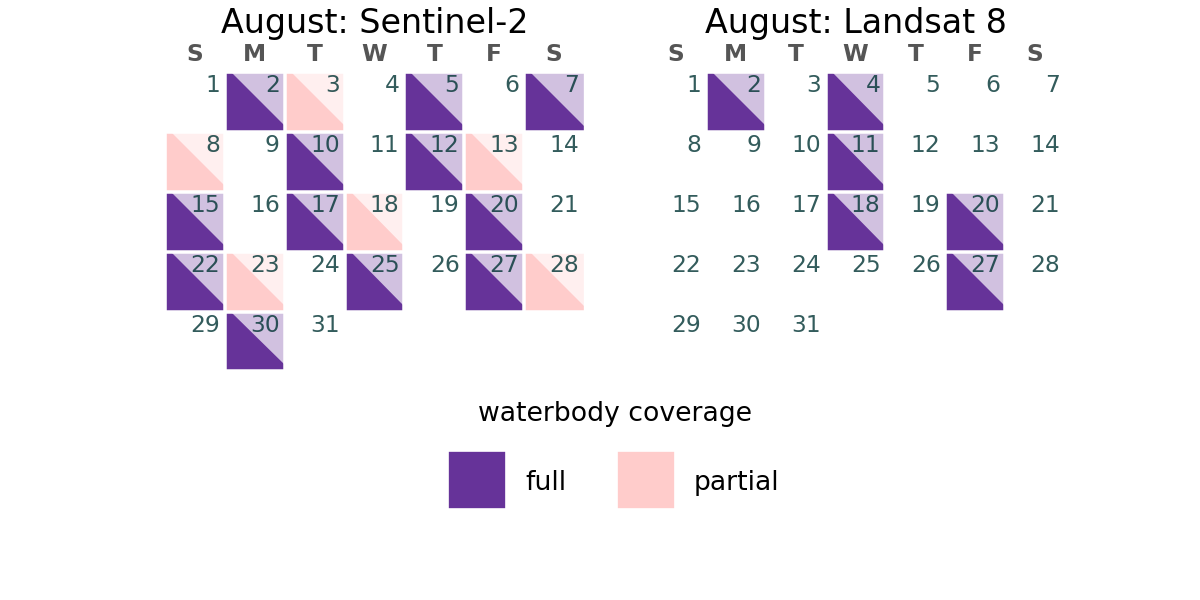 August: Sentinel-2
S M T W T F S
1 2 3 4 5 6 7
8 9 10 11 12 13 14
15 16 17 18 19 20 21
22 23 24 25 26 27 28
29 30 31
August: Landsat 8
S M T W T F S
1 2 3 4 5 6 7
8 9 10 11 12 13 14
15 16 17 18 19 20 21
22 23 24 25 26 27 28
29 30 31
waterbody coverage
full
partial